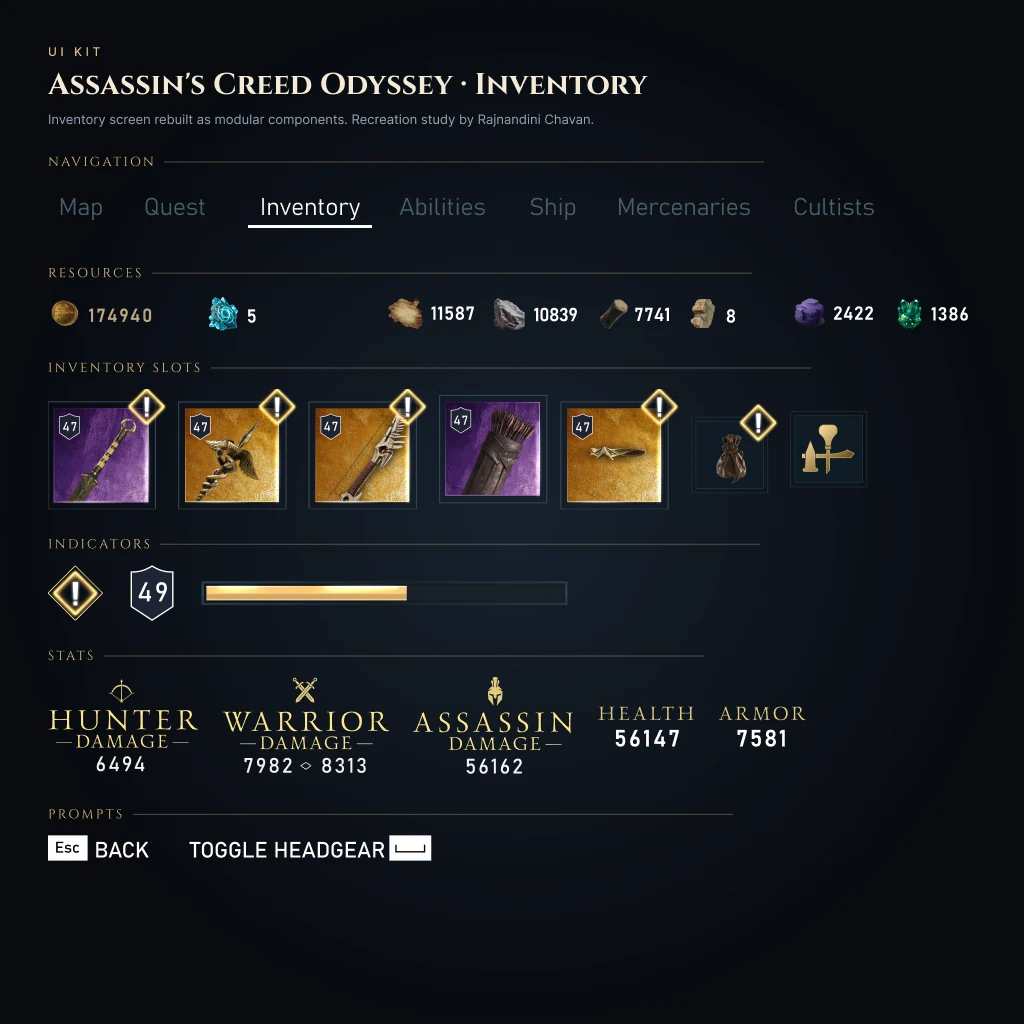 UI KIT
ASSASSIN'S CREED ODYSSEY · INVENTORY
Inventory screen rebuilt as modular components. Recreation study by Rajnandini Chavan.
NAVIGATION
Map Quest Inventory Abilities Ship Mercenaries Cultists
RESOURCES
174940 5 11587 10839 7741 8 2422 1386
INVENTORY SLOTS
! ! ! ! !
47 47 47 47 47
INDICATORS
! 49
STATS
HUNTER WARRIOR ASSASSIN HEALTH ARMOR
DAMAGE DAMAGE DAMAGE 56147 7581
6494 7982 ◇ 8313 56162
PROMPTS
Esc BACK TOGGLE HEADGEAR